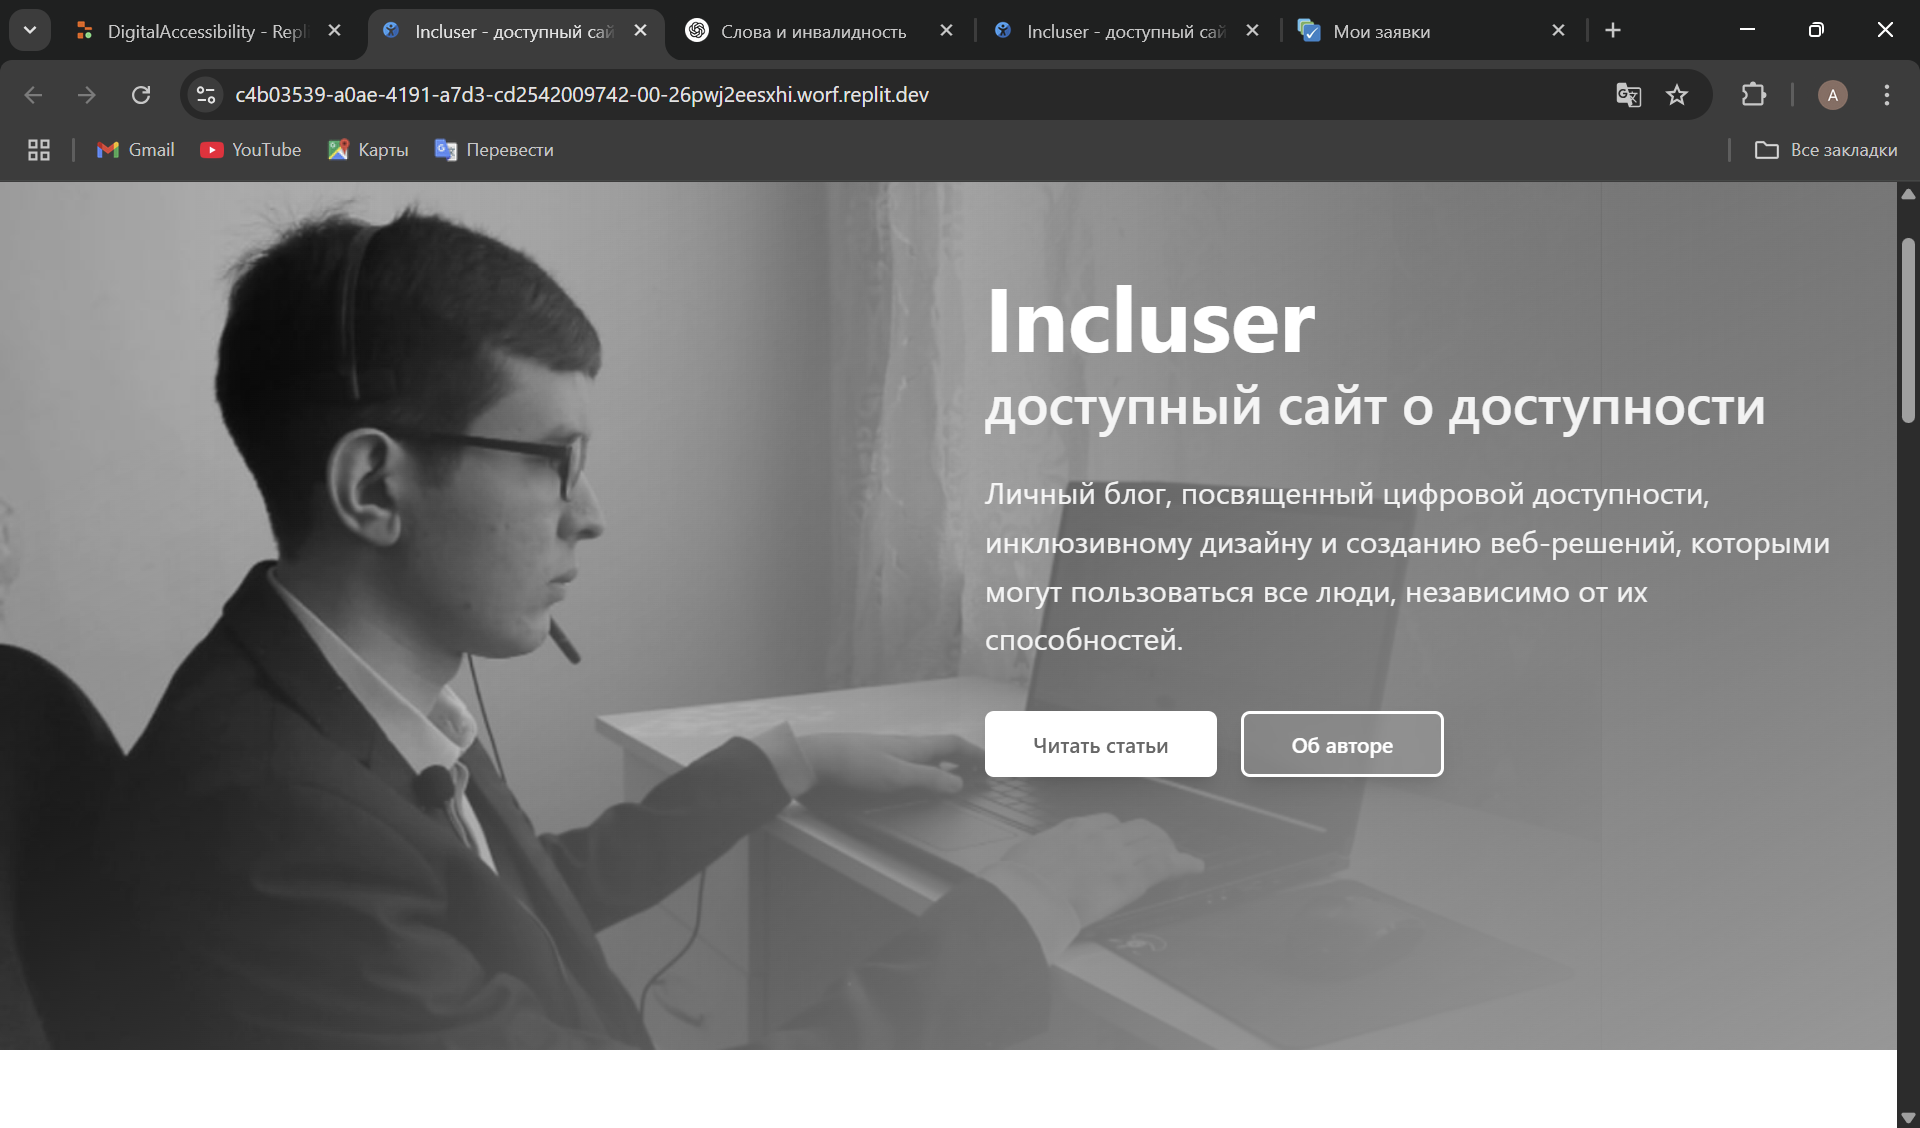 DigitalAccessibility - Repl
Incluser - доступный сай
Слова и инвалидность
Incluser - доступный сай
Мои заявки
c4b03539-a0ae-4191-a7d3-cd2542009742-00-26pwj2eesxhi.worf.replit.dev
A
Gmail
YouTube
Карты
Перевести
Все закладки
Incluser
доступный сайт о доступности
Личный блог, посвященный цифровой доступности,
инклюзивному дизайну и созданию веб-решений, которыми
могут пользоваться все люди, независимо от их
способностей.
Читать статьи
Об авторе